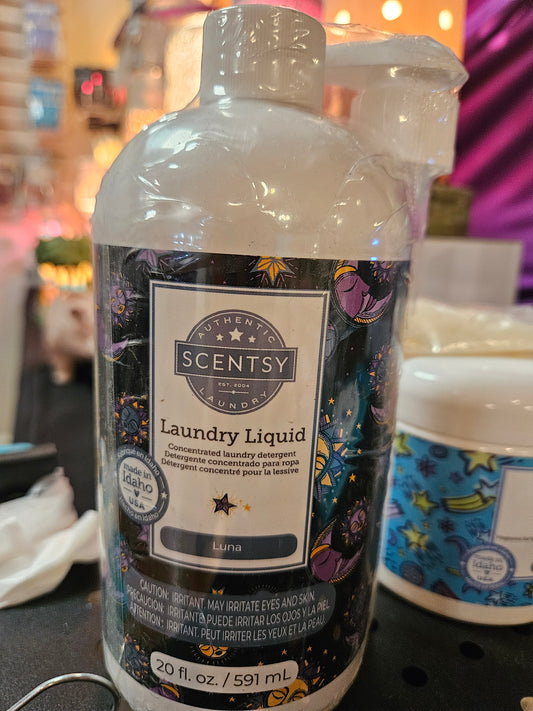 AUTHENTIC
SCENTSY
EST. 2004
LAUNDRY
Laundry Liquid
Concentrated laundry detergent
Detergente concentrado para ropa
Détergent concentré pour la lessive
made in
Idaho
USA
Luna
CAUTION: IRRITANT. MAY IRRITATE EYES AND SKIN.
PRECAUCIÓN: IRRITANTE PUEDE IRRITAR LOS OJOS Y LA PIEL
ATTENTION: IRRITANT. PEUT IRRITER LES YEUX ET LA PEAU.
20 fl. oz. / 591 mL
made in
Idaho
USA